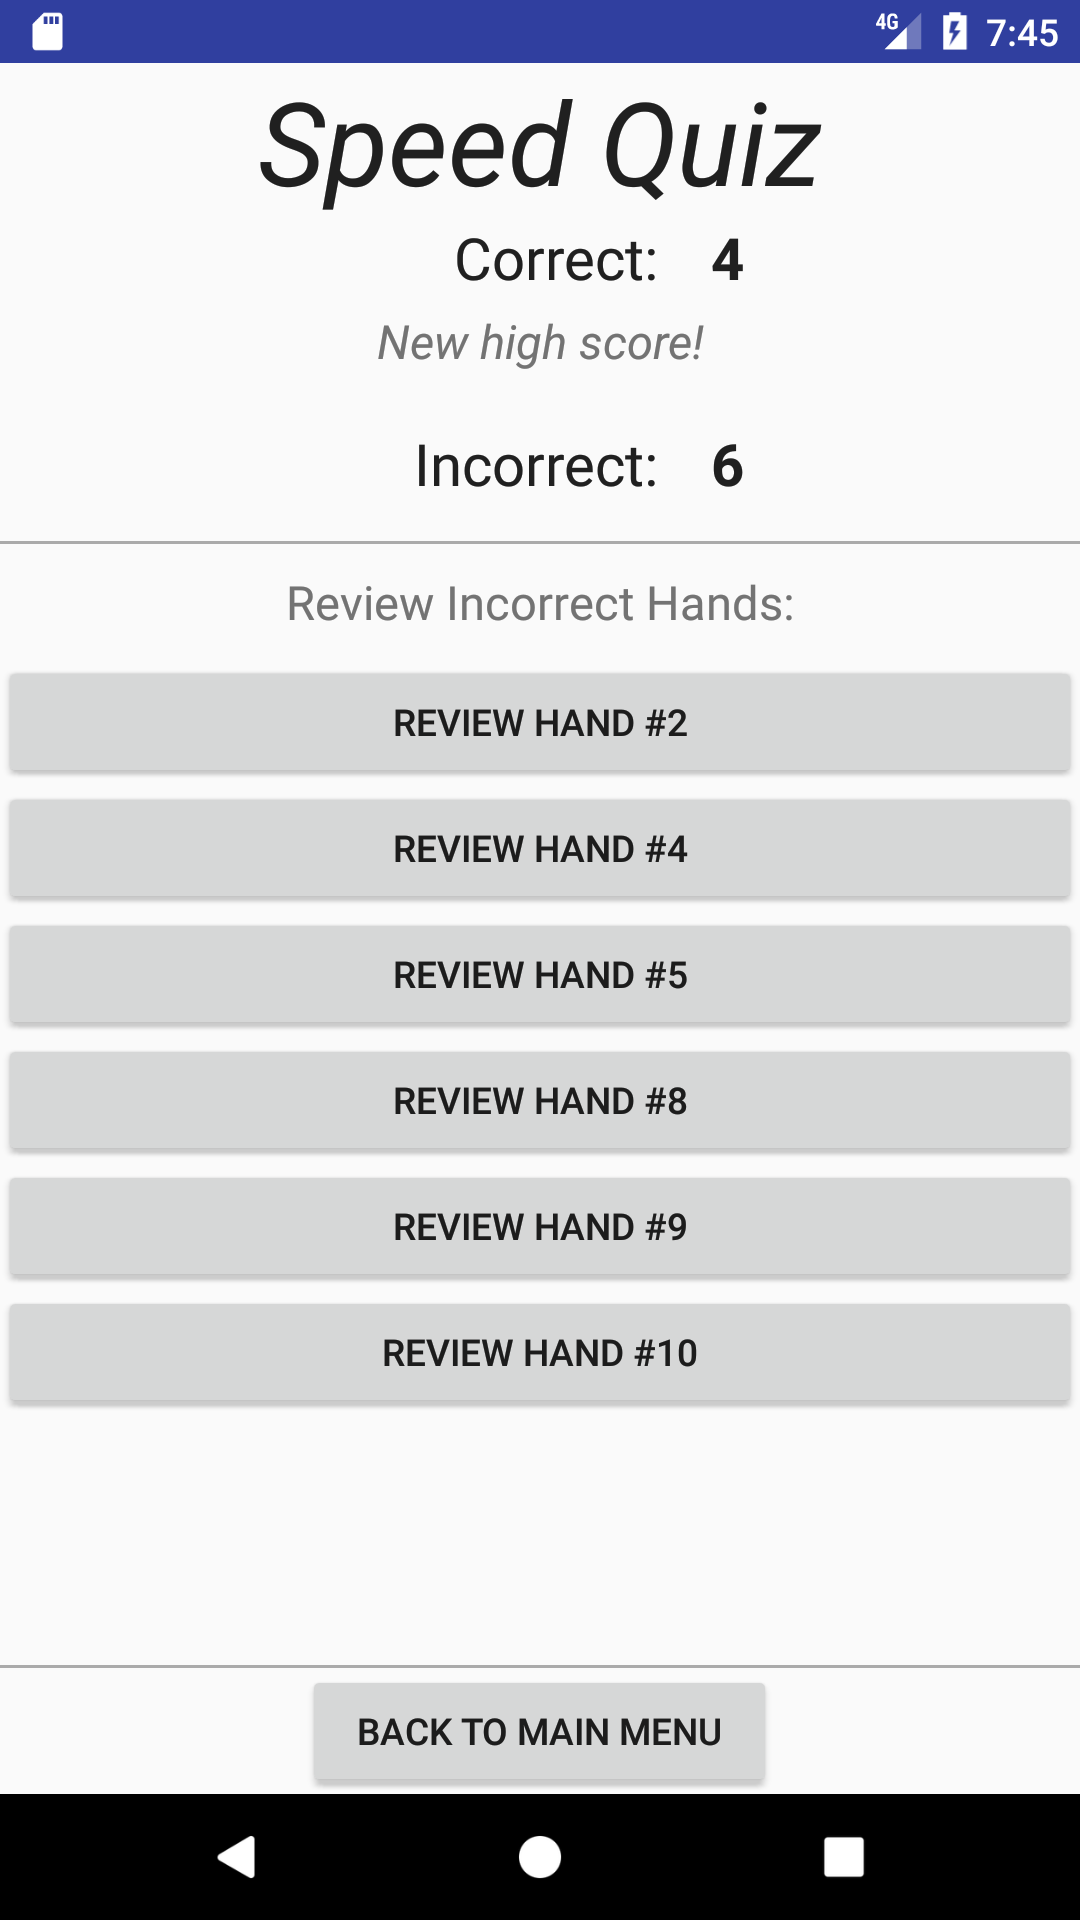 4G 7:45
Speed Quiz
Correct: 4
New high score!
Incorrect: 6
Review Incorrect Hands:
REVIEW HAND #2
REVIEW HAND #4
REVIEW HAND #5
REVIEW HAND #8
REVIEW HAND #9
REVIEW HAND #10
BACK TO MAIN MENU